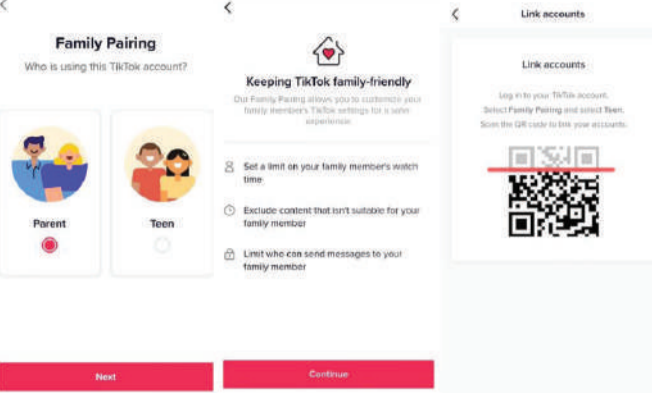 Family Pairing
Who is using this TikTok account?
Parent
Teen
Next
Keeping TikTok family-friendly
Our Family Pairing allows you to customize your
family member's TikTok settings for a safer
experience.
Set a limit on your family member's watch
time
Exclude content that isn't suitable for your
family member
Limit who can send messages to your
family member
Continue
Link accounts
Link accounts
Log in to your TikTok account.
Select Family Pairing and select Teen.
Scan the QR code to link your accounts.